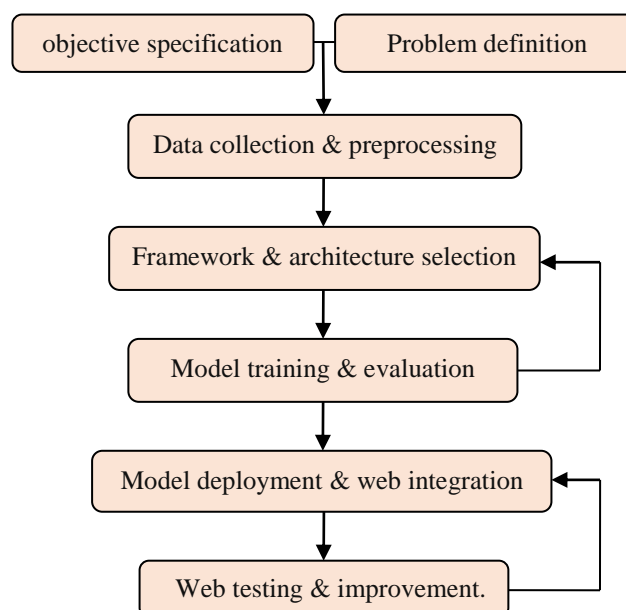 objective specification
Problem definition
Data collection & preprocessing
Framework & architecture selection
Model training & evaluation
Model deployment & web integration
Web testing & improvement.